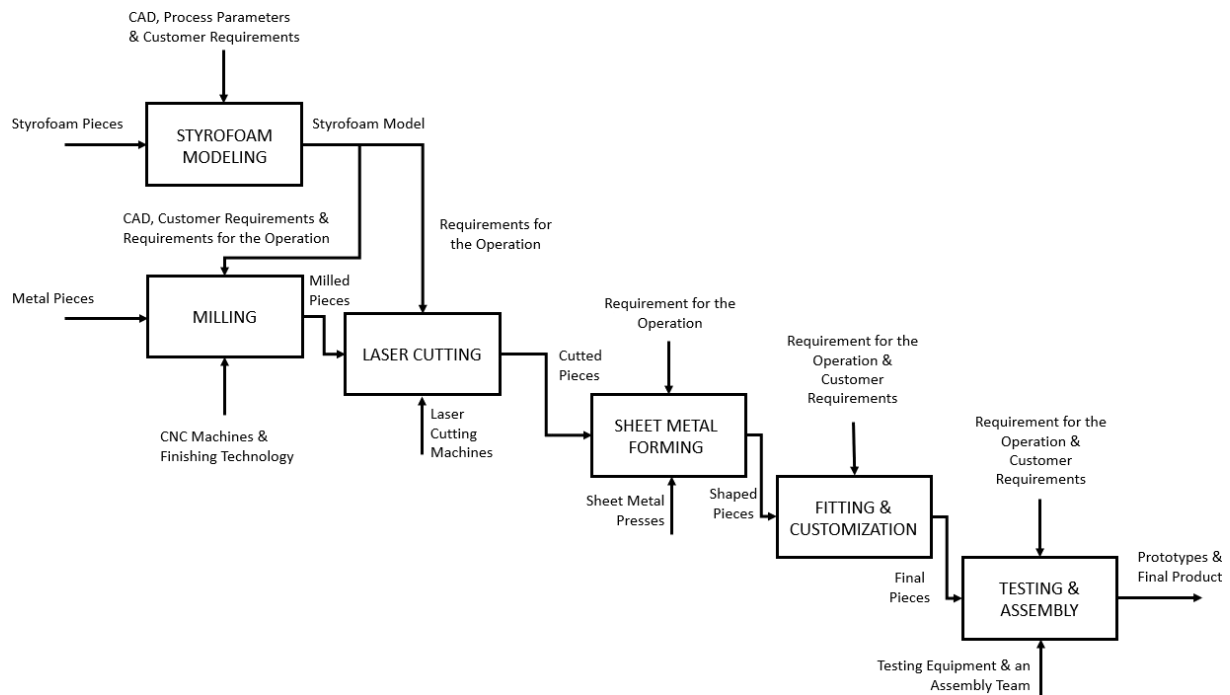 CAD, Process Parameters
& Customer Requirements
Styrofoam Pieces
STYROFOAM
MODELING
Styrofoam Model
CAD, Customer Requirements &
Requirements for the Operation
Requirements for
the Operation
Metal Pieces
MILLING
Milled
Pieces
LASER CUTTING
CNC Machines &
Finishing Technology
Laser
Cutting
Machines
Cutted
Pieces
Requirement for the
Operation
SHEET METAL
FORMING
Sheet Metal
Presses
Shaped
Pieces
Requirement for the
Operation &
Customer
Requirements
FITTING &
CUSTOMIZATION
Final
Pieces
Requirement for the
Operation &
Customer
Requirements
TESTING &
ASSEMBLY
Prototypes &
Final Product
Testing Equipment & an
Assembly Team